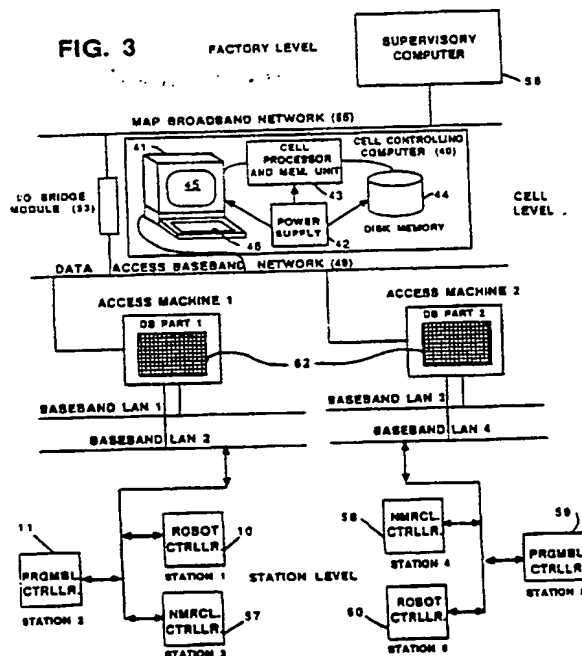 FIG. 3
FACTORY LEVEL
SUPERVISORY
COMPUTER
MAP BROADBAND NETWORK (55)
41
CELL
PROCESSOR
AND MEM. UNIT
CELL CONTROLLING
COMPUTER (40)
45
43
44
I/O BRIDGE
MODULE (53)
CELL
LEVEL
POWER
SUPPLY
42
DISK MEMORY
46
DATA ACCESS BASEBAND NETWORK (49)
ACCESS MACHINE 1
ACCESS MACHINE 2
DB PART 1
DB PART 2
62
BASEBAND LAN 1
BASEBAND LAN 3
BASEBAND LAN 2
BASEBAND LAN 4
11
PRGMBL.
CTRLLR.
STATION 2
ROBOT
CTRLLR.
10
STATION 1
STATION LEVEL
NMRCL.
CTRLLR.
57
STATION 3
58
NMRCL.
CTRLLR.
STATION 4
59
PRGMBL.
CTRLLR.
60
ROBOT
CTRLLR.